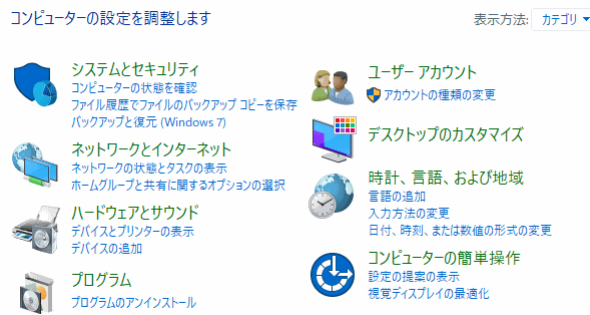 コンピューターの設定を調整します
表示方法: カテゴリ
システムとセキュリティ
コンピューターの状態を確認
ファイル履歴でファイルのバックアップ コピーを保存
バックアップと復元 (Windows 7)
ネットワークとインターネット
ネットワークの状態とタスクの表示
ホームグループと共有に関するオプションの選択
ハードウェアとサウンド
デバイスとプリンターの表示
デバイスの追加
プログラム
プログラムのアンインストール
ユーザー アカウント
アカウントの種類の変更
デスクトップのカスタマイズ
時計、言語、および地域
言語の追加
入力方法の変更
日付、時刻、または数値の形式の変更
コンピューターの簡単操作
設定の提案の表示
視覚ディスプレイの最適化